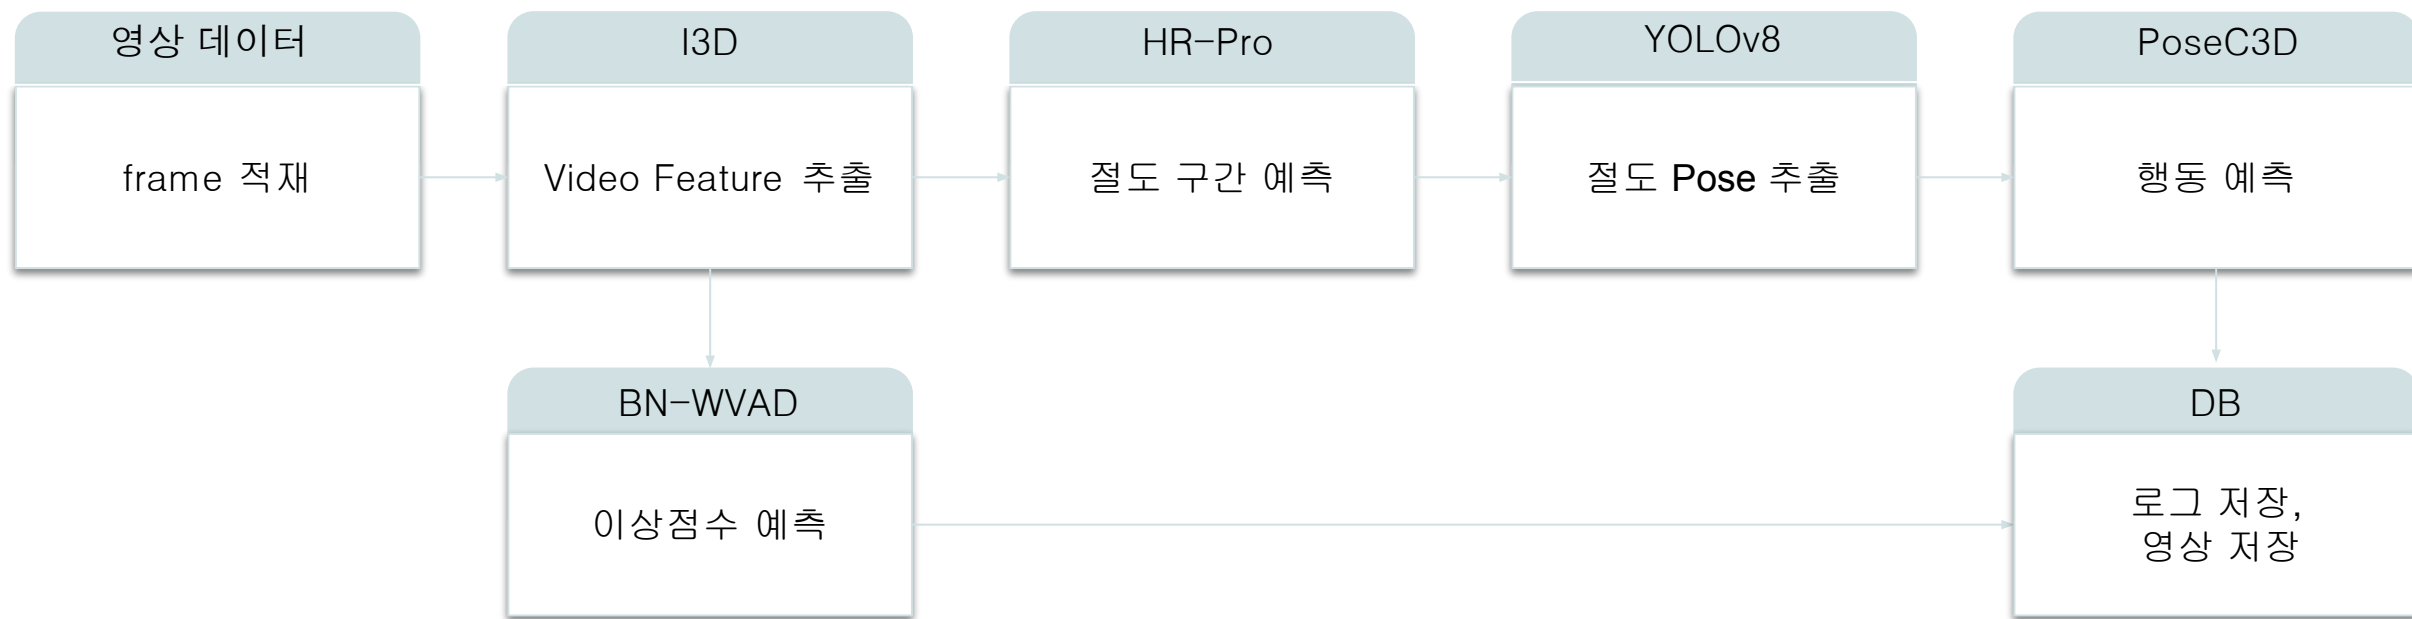 영상 데이터
frame 적재
I3D
Video Feature 추출
HR-Pro
절도 구간 예측
YOLOv8
절도 Pose 추출
PoseC3D
행동 예측
BN-WVAD
이상점수 예측
DB
로그 저장,
영상 저장